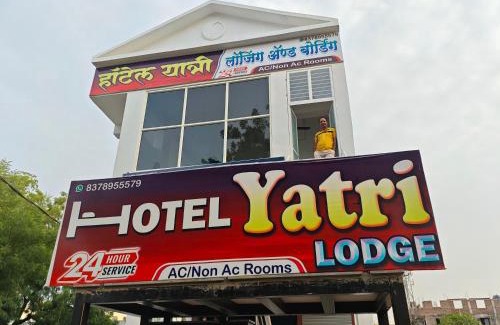 हॉटेल यात्री
लॉजिंग अ‍ॅण्ड बोर्डिंग
AC/Non Ac Rooms
8378955579
HOTEL Yatri
LODGE
24 HOUR
SERVICE
AC/Non Ac Rooms